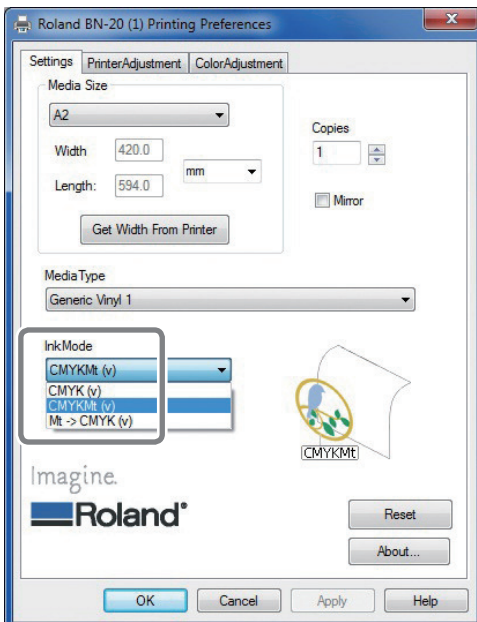 Roland BN-20 (1) Printing Preferences
Settings PrinterAdjustment ColorAdjustment
Media Size
A2
Width 420.0
mm
Length: 594.0
Get Width From Printer
Copies
1
Mirror
MediaType
Generic Vinyl 1
InkMode
CMYKMt (v)
CMYK (v)
CMYKMt (v)
Mt -> CMYK (v)
CMYKMt
Imagine.
Roland®
Reset
About...
OK Cancel Apply Help